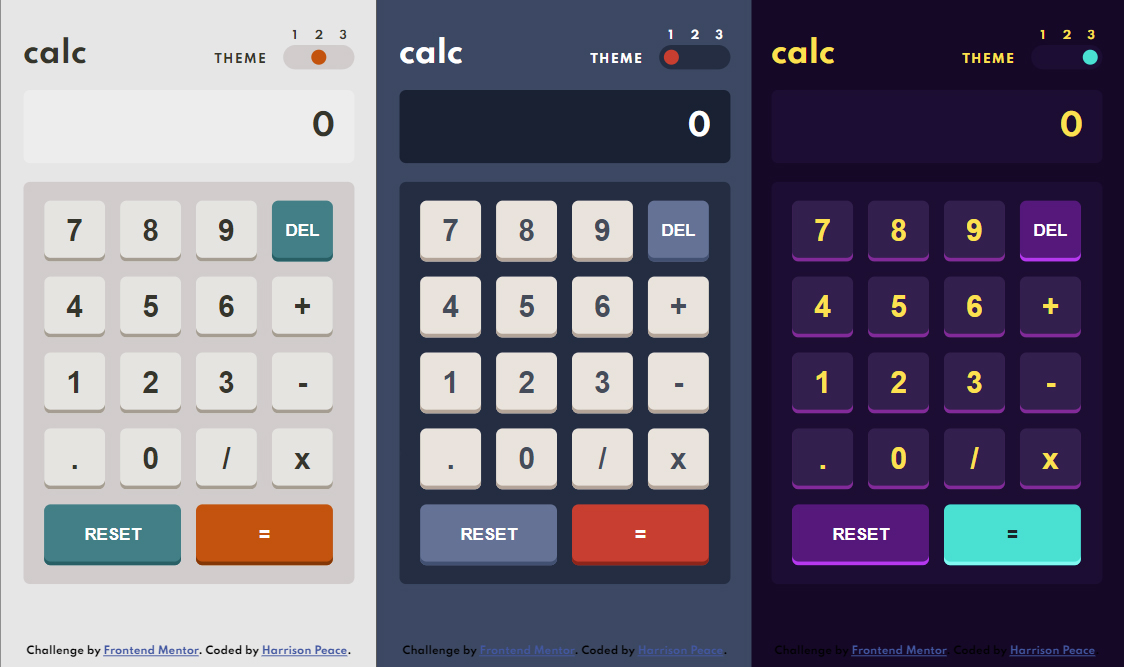 1 2 3
calc THEME
0
7 8 9 DEL
4 5 6 +
1 2 3 -
. 0 / x
RESET =
Challenge by Frontend Mentor. Coded by Harrison Peace.
1 2 3
calc THEME
0
7 8 9 DEL
4 5 6 +
1 2 3 -
. 0 / x
RESET =
Challenge by Frontend Mentor. Coded by Harrison Peace.
1 2 3
calc THEME
0
7 8 9 DEL
4 5 6 +
1 2 3 -
. 0 / x
RESET =
Challenge by Frontend Mentor. Coded by Harrison Peace.